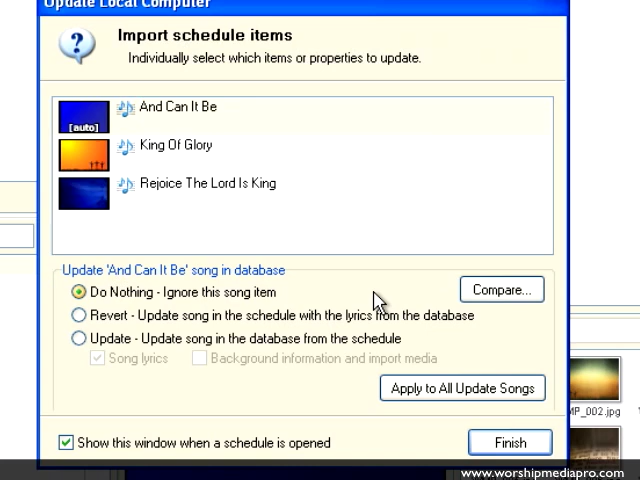 Update Local Computer
Import schedule items
Individually select which items or properties to update.
[auto]
And Can It Be
King Of Glory
Rejoice The Lord Is King
Update 'And Can It Be' song in database
Do Nothing - Ignore this song item
Compare...
Revert - Update song in the schedule with the lyrics from the database
Update - Update song in the database from the schedule
Song lyrics
Background information and import media
Apply to All Update Songs
MP_002.jpg
Show this window when a schedule is opened
Finish
www.worshipmediapro.com